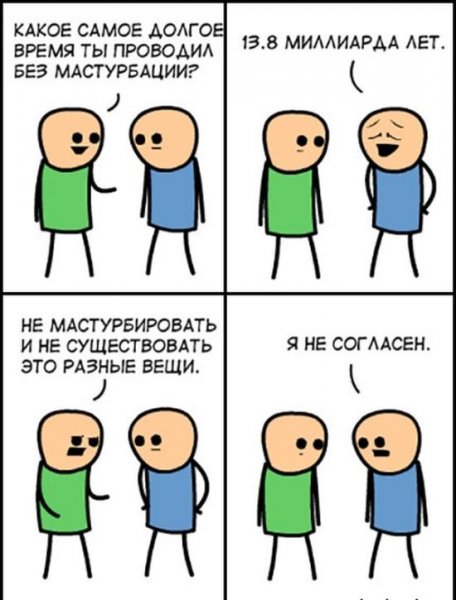 КАКОЕ САМОЕ ДОЛГОЕ
ВРЕМЯ ТЫ ПРОВОДИЛ
БЕЗ МАСТУРБАЦИИ?
13.8 МИЛЛИАРДА ЛЕТ.
НЕ МАСТУРБИРОВАТЬ
И НЕ СУЩЕСТВОВАТЬ
ЭТО РАЗНЫЕ ВЕЩИ.
Я НЕ СОГЛАСЕН.